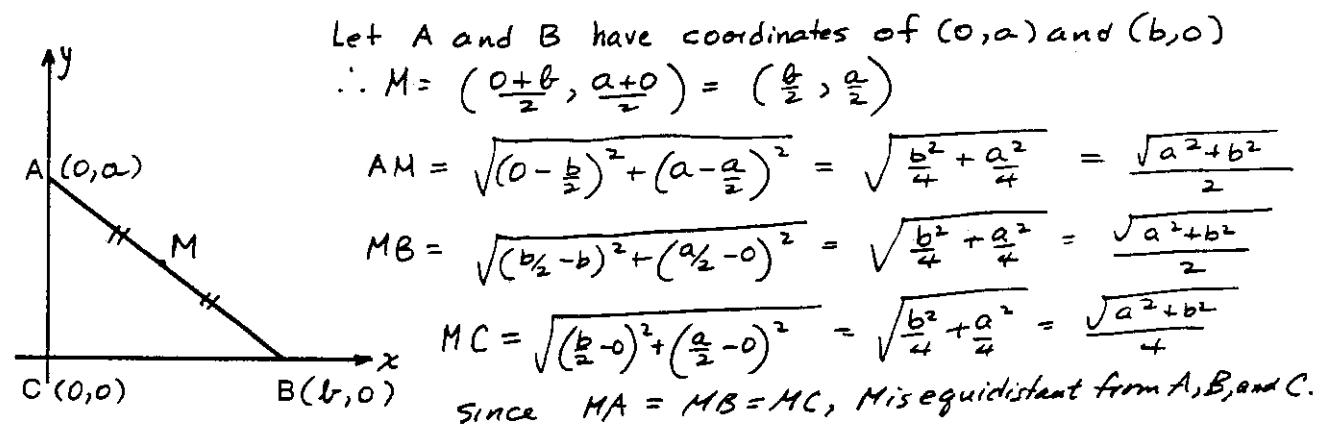 Let A and B have coordinates of (0,a) and (b,0)
∴ M = ( (0+b)/2 , (a+0)/2 ) = ( b/2 , a/2 )
AM = √((0 - b/2)² + (a - a/2)²) = √(b²/4 + a²/4) = √(a²+b²)/2
MB = √((b/2 - b)² + (a/2 - 0)²) = √(b²/4 + a²/4) = √(a²+b²)/2
MC = √((b/2 - 0)² + (a/2 - 0)²) = √(b²/4 + a²/4) = √(a²+b²)/4
Since MA = MB = MC, M is equidistant from A, B, and C.
y
A (0,a)
M
x
C (0,0)
B(b,0)